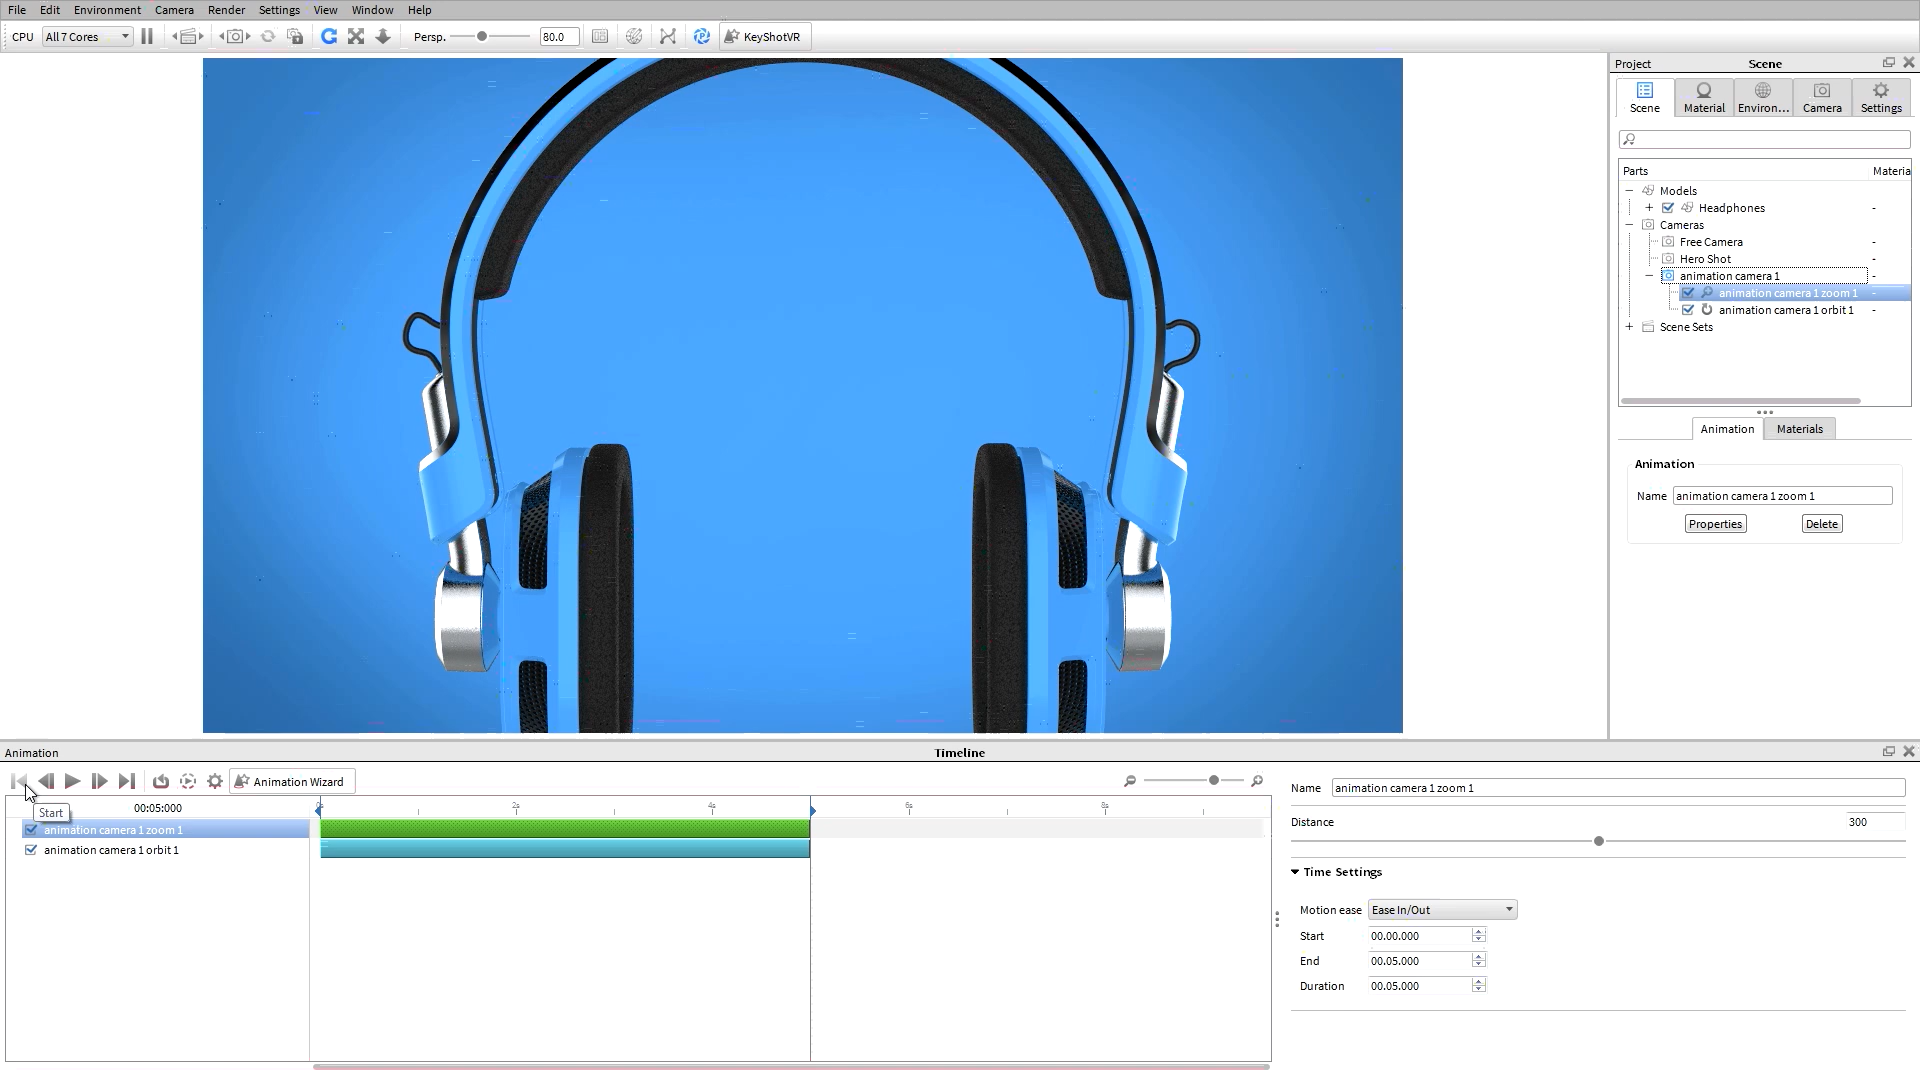 File Edit Environment Camera Render Settings View Window Help
CPU All 7 Cores Persp. 80.0 KeyShotVR
Project Scene
Scene Material Environ... Camera Settings
Parts Materia
Models
Headphones -
Cameras
Free Camera -
Hero Shot -
animation camera 1 -
animation camera 1 zoom 1 -
animation camera 1 orbit 1 -
Scene Sets
Animation Materials
Animation
Name animation camera 1 zoom 1
Properties Delete
Animation Timeline
Animation Wizard
00:05:000 2s 4s 6s 8s
Start
animation camera 1 zoom 1
animation camera 1 orbit 1
Name animation camera 1 zoom 1
Distance 300
Time Settings
Motion ease Ease In/Out
Start 00.00.000
End 00.05.000
Duration 00.05.000